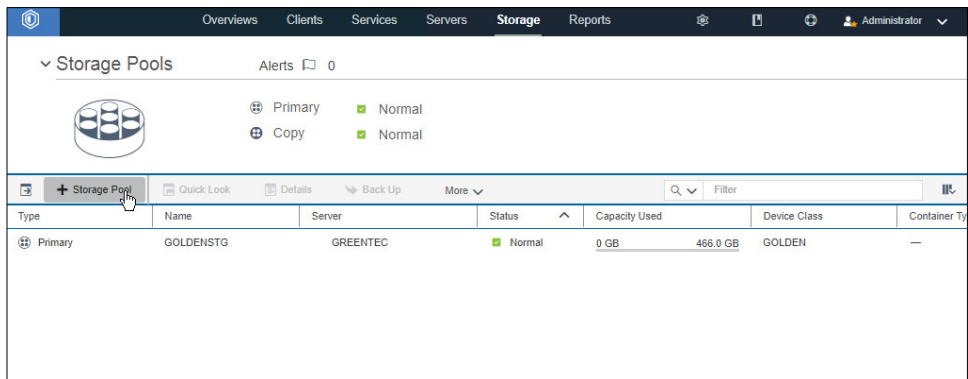 Overviews Clients Services Servers Storage Reports Administrator
Storage Pools Alerts 0
Primary Normal
Copy Normal
+ Storage Pool Quick Look Details Back Up More Filter
Type Name Server Status Capacity Used Device Class Container Ty
Primary GOLDENSTG GREENTEC Normal 0 GB 466.0 GB GOLDEN —